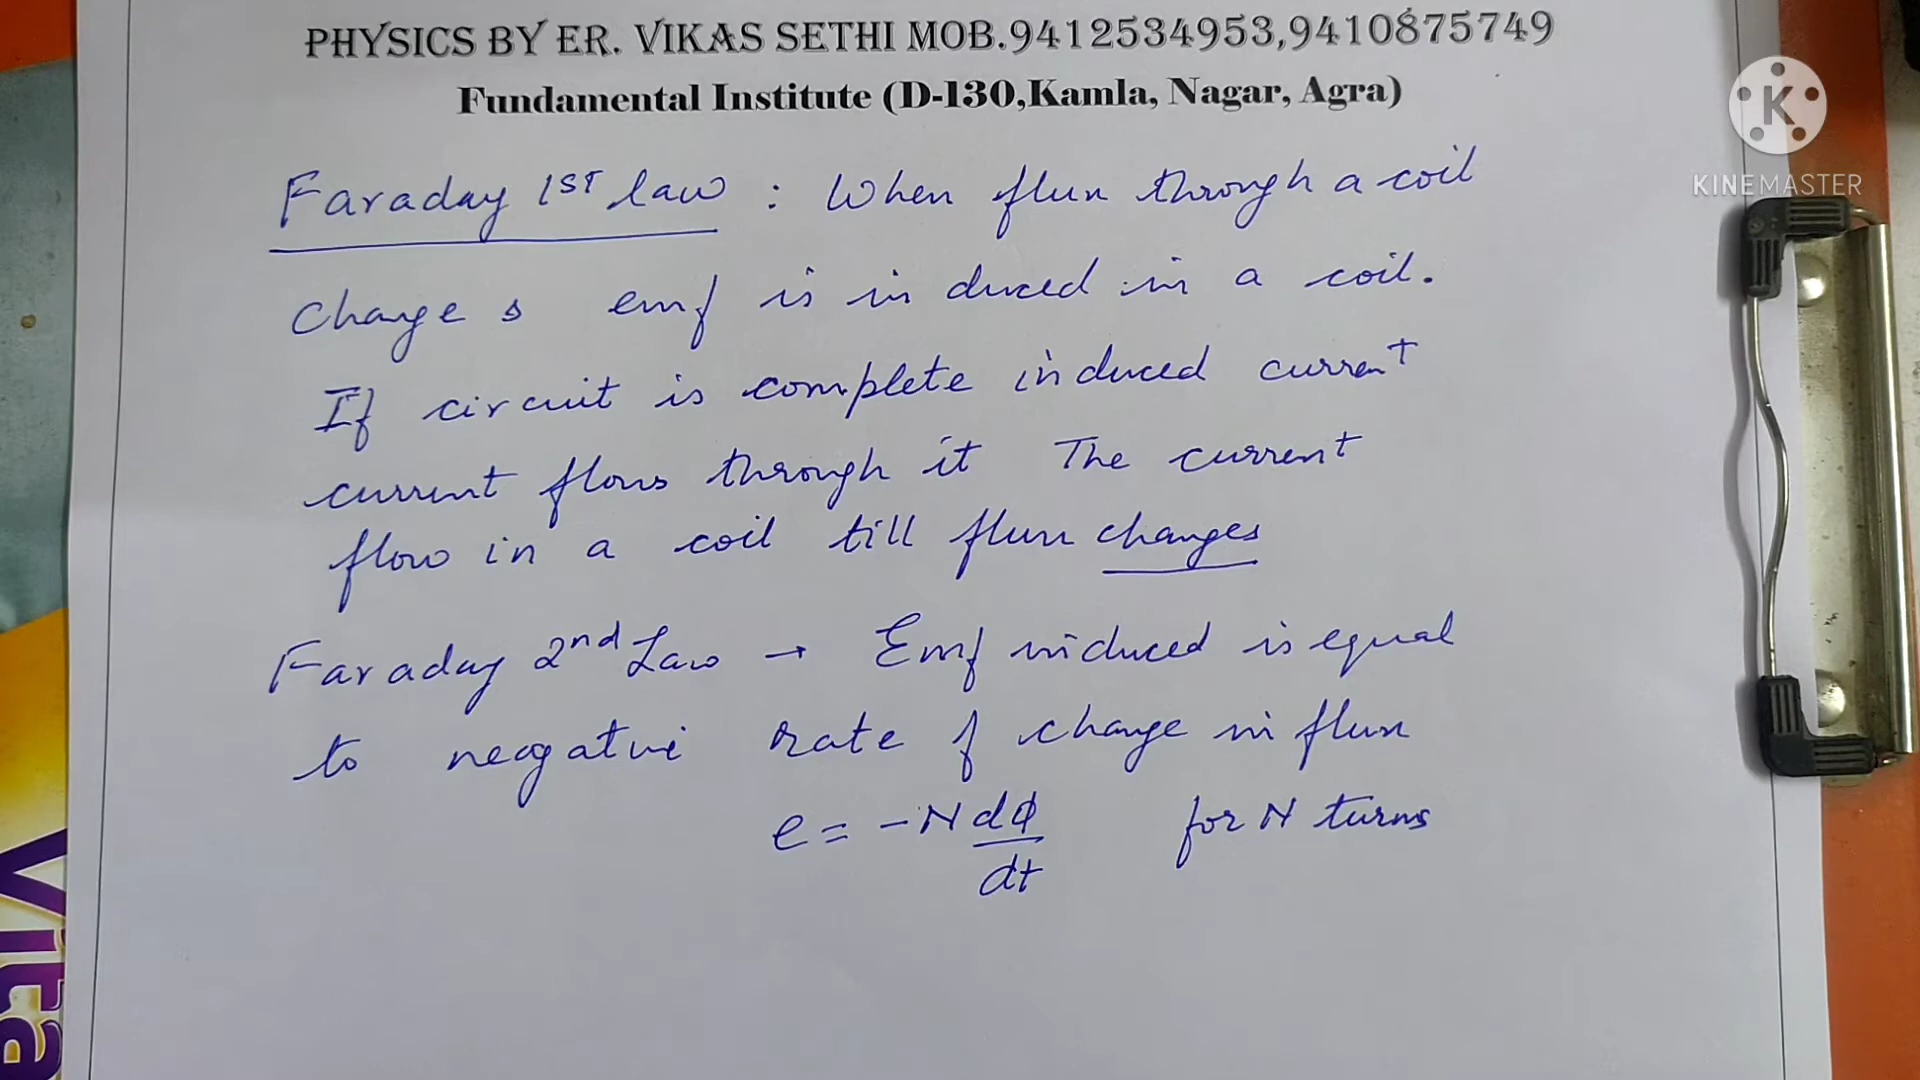 PHYSICS BY ER. VIKAS SETHI MOB.9412534953,9410875749
Fundamental Institute (D-130,Kamla, Nagar, Agra)
K
KINEMASTER
Faraday 1ST law : When flux through a coil
changes emf is induced in a coil.
If circuit is complete induced current
current flows through it The current
flow in a coil till flux changes
Faraday 2nd Law → Emf induced is equal
to negative rate of change in flux
e = -N dφ/dt for N turns
Vita